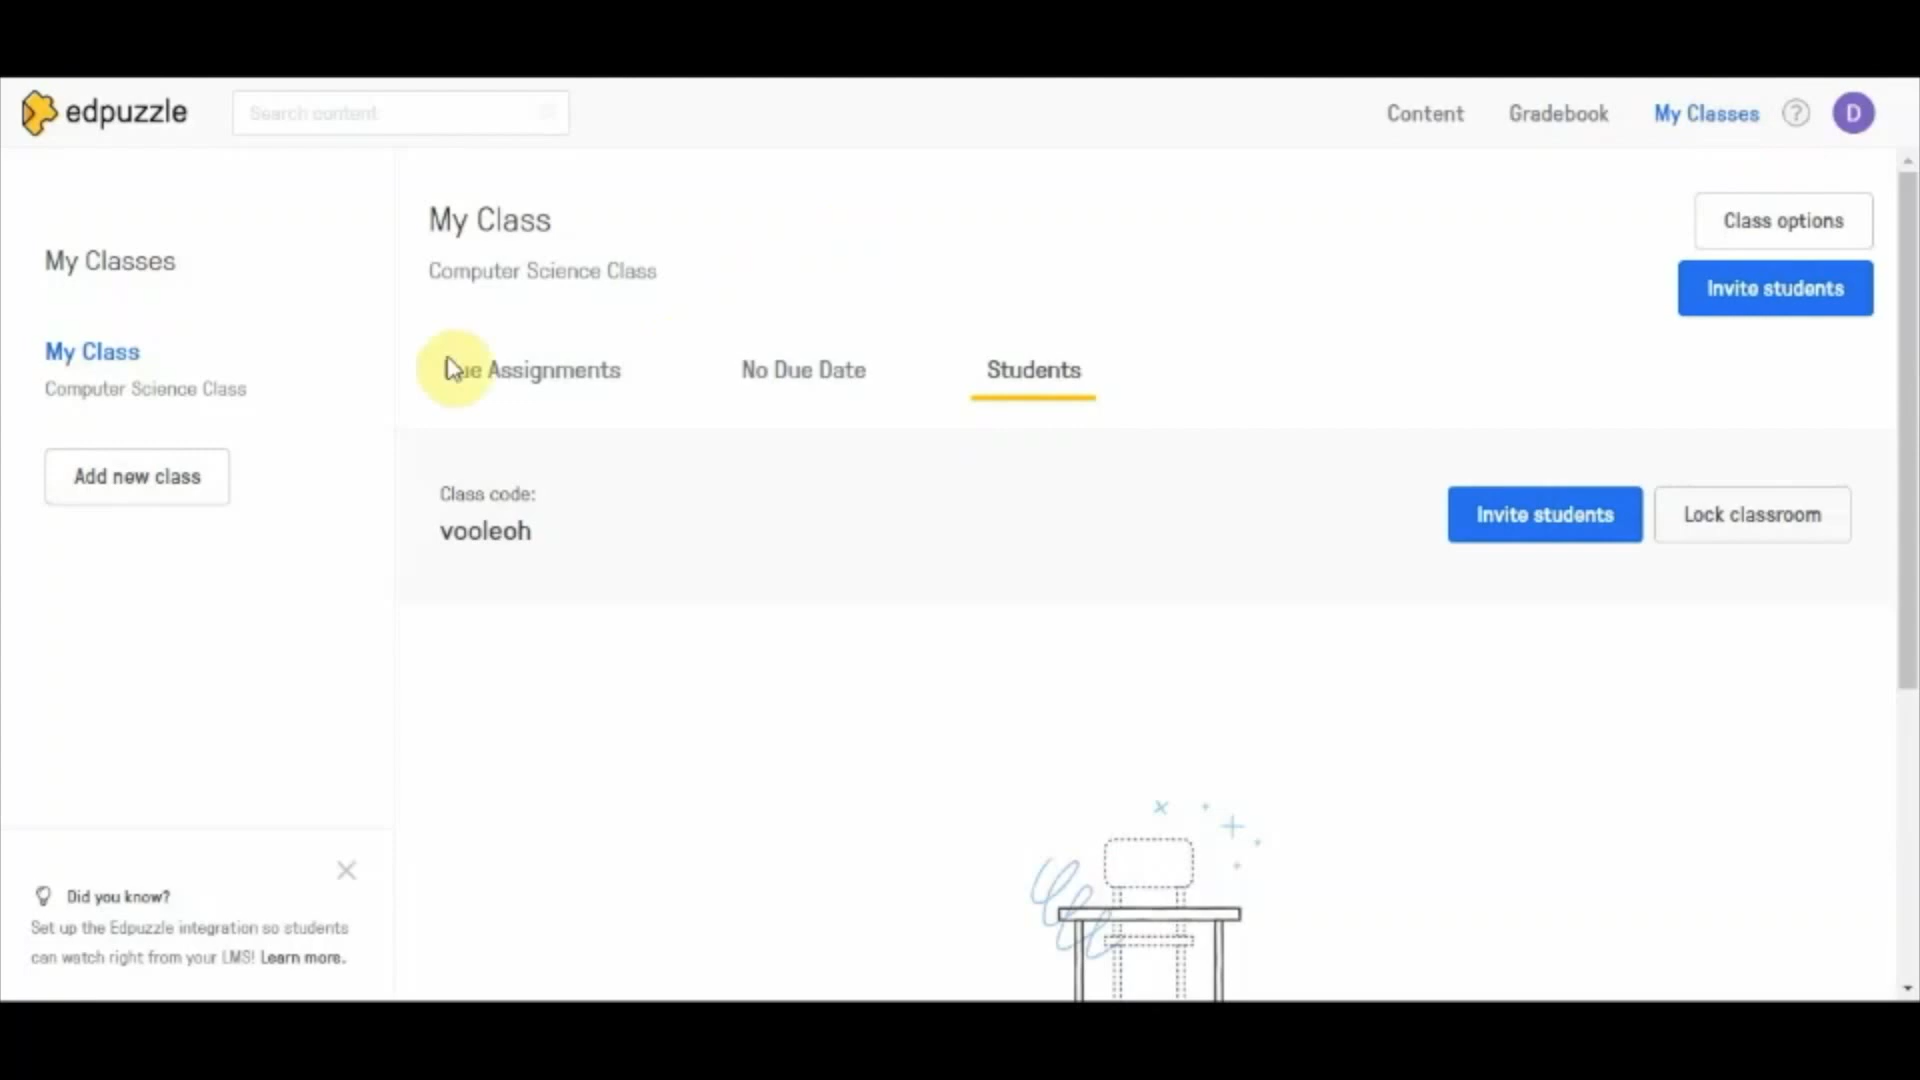 edpuzzle
Search content
Content
Gradebook
My Classes
?
D
My Classes
My Class
Computer Science Class
Add new class
My Class
Computer Science Class
Class options
Invite students
Assignments
No Due Date
Students
Class code:
vooleoh
Invite students
Lock classroom
Did you know?
Set up the Edpuzzle integration so students
can watch right from your LMS! Learn more.